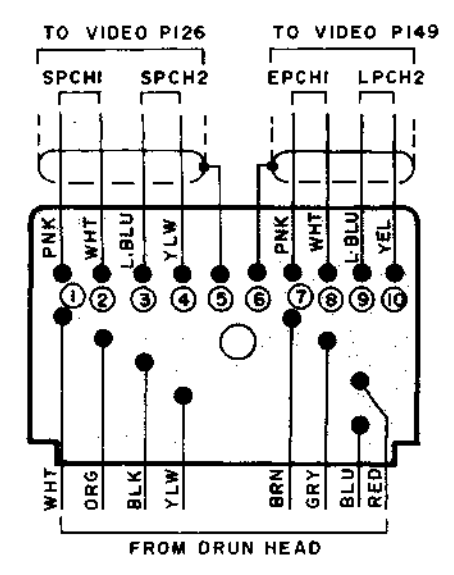 TO VIDEO P126 TO VIDEO P149
SPCH1 SPCH2 EPCH1 LPCH2
PNK WHT L.BLU YLW PNK WHT L.BLU YEL
1 2 3 4 5 6 7 8 9 10
WHT ORG BLK YLW BRN GRY BLU RED
FROM DRUN HEAD